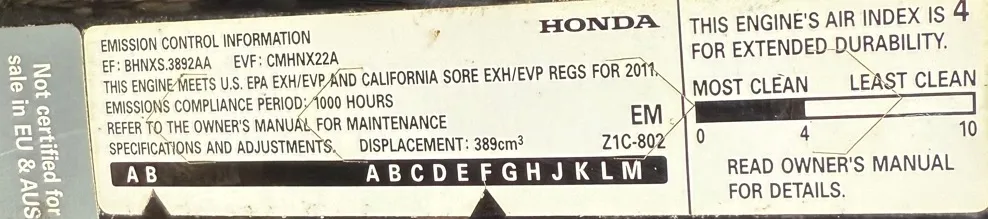 Not certified for
sale in EU & AUS
HONDA
EMISSION CONTROL INFORMATION
EF: BHNXS.3892AA EVF: CMHNX22A
THIS ENGINE MEETS U.S. EPA EXH/EVP AND CALIFORNIA SORE EXH/EVP REGS FOR 2011.
EMISSIONS COMPLIANCE PERIOD: 1000 HOURS
REFER TO THE OWNER'S MANUAL FOR MAINTENANCE
SPECIFICATIONS AND ADJUSTMENTS. DISPLACEMENT: 389cm³
EM
Z1C-802
A B A B C D E F G H J K L M
THIS ENGINE'S AIR INDEX IS 4
FOR EXTENDED DURABILITY.
MOST CLEAN LEAST CLEAN
0 4 10
READ OWNER'S MANUAL
FOR DETAILS.